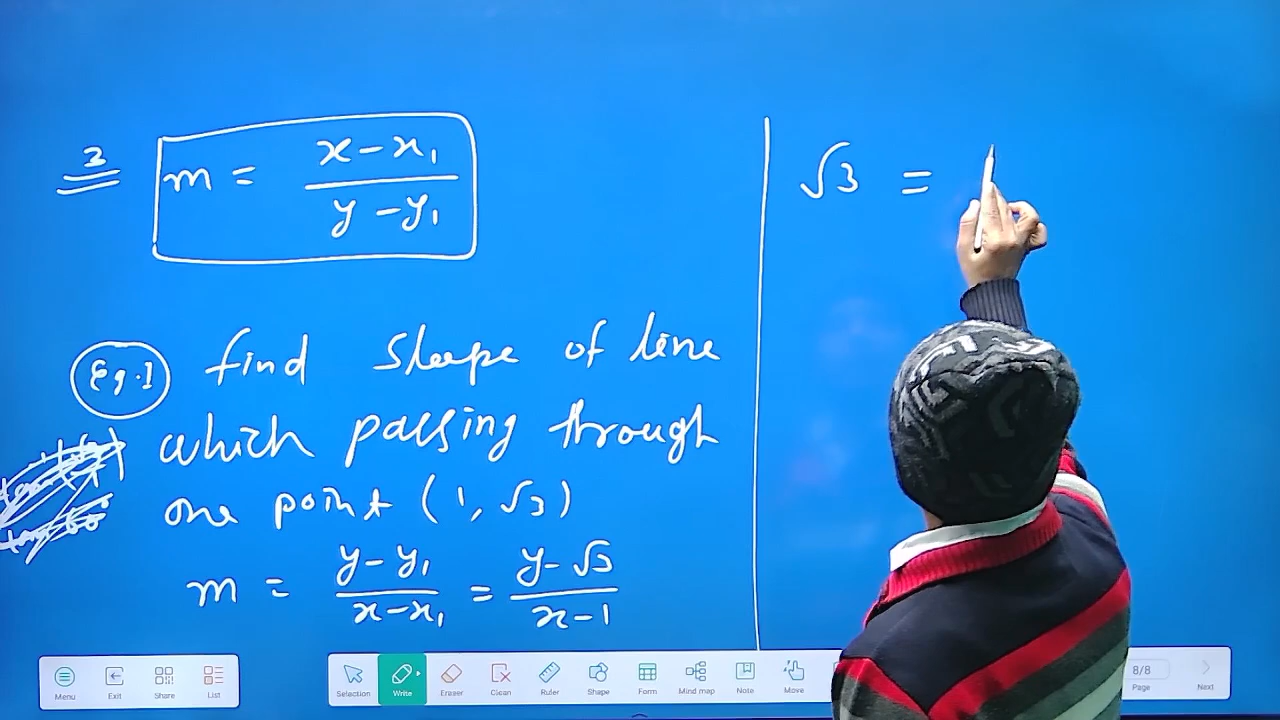 3
m = x-x₁ / y-y₁
Eg.1 find slope of line
which passing through
one point (1, √3)
m = y-y₁ / x-x₁ = y-√3 / x-1
√3 =
Menu Exit Share List
Selection Write Eraser Clean Ruler Shape Form Mind map Note Move
8/8
Page Next